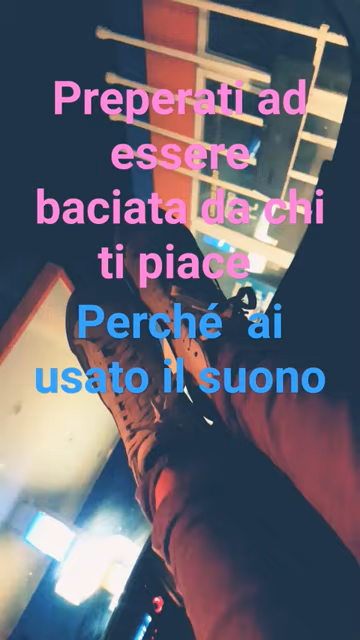 Preperati ad
essere
baciata da chi
ti piace
Perché ai
usato il suono